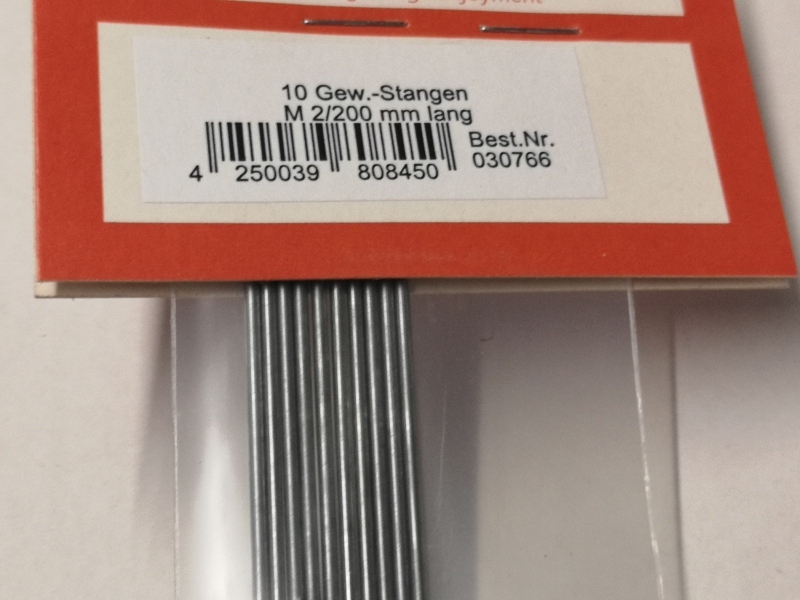 10 Gew.-Stangen
M 2/200 mm lang
Best.Nr.
030766
4 250039 808450